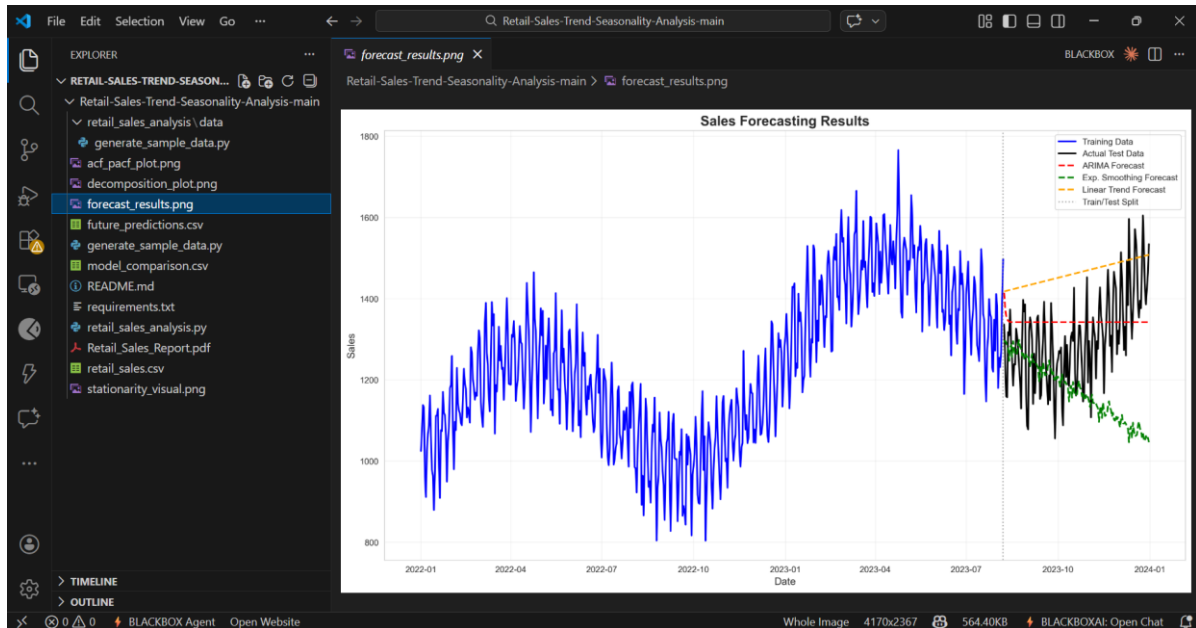 File Edit Selection View Go ··· ← → Retail-Sales-Trend-Seasonality-Analysis-main
EXPLORER ···
RETAIL-SALES-TREND-SEASON...
Retail-Sales-Trend-Seasonality-Analysis-main
retail_sales_analysis\data
generate_sample_data.py
acf_pacf_plot.png
decomposition_plot.png
forecast_results.png
future_predictions.csv
generate_sample_data.py
model_comparison.csv
README.md
requirements.txt
retail_sales_analysis.py
Retail_Sales_Report.pdf
retail_sales.csv
stationarity_visual.png
TIMELINE
OUTLINE
forecast_results.png
BLACKBOX ···
Retail-Sales-Trend-Seasonality-Analysis-main > forecast_results.png
Sales Forecasting Results
Training Data
Actual Test Data
ARIMA Forecast
Exp. Smoothing Forecast
Linear Trend Forecast
Train/Test Split
Sales
1800
1600
1400
1200
1000
800
2022-01 2022-04 2022-07 2022-10 2023-01 2023-04 2023-07 2023-10 2024-01
Date
0 0 BLACKBOX Agent Open Website Whole Image 4170x2367 564.40KB BLACKBOXAI: Open Chat